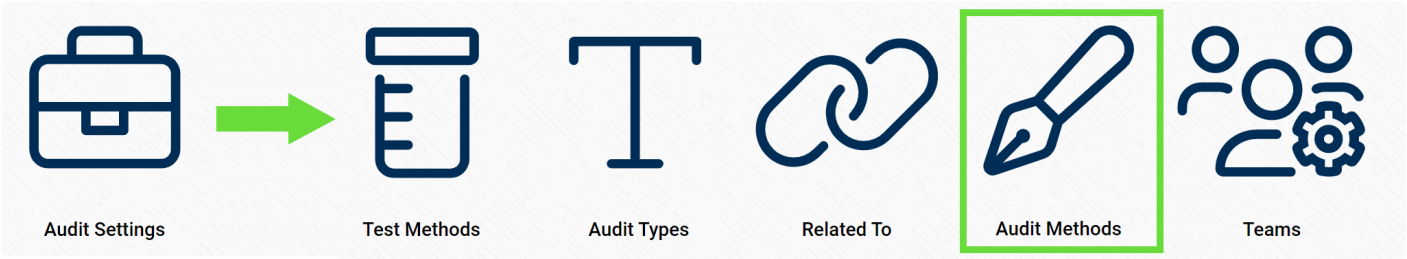 Audit Settings
Test Methods
Audit Types
Related To
Audit Methods
Teams